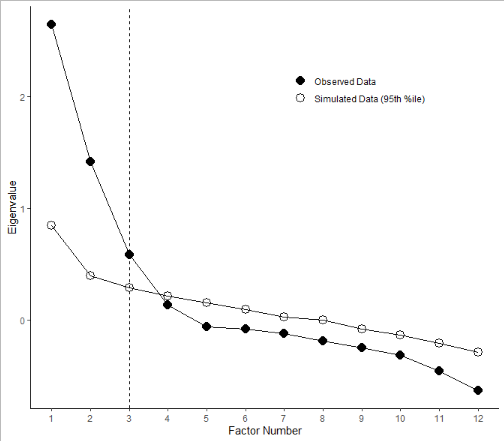 2
1
0
Eigenvalue
Observed Data
Simulated Data (95th %ile)
1 2 3 4 5 6 7 8 9 10 11 12
Factor Number